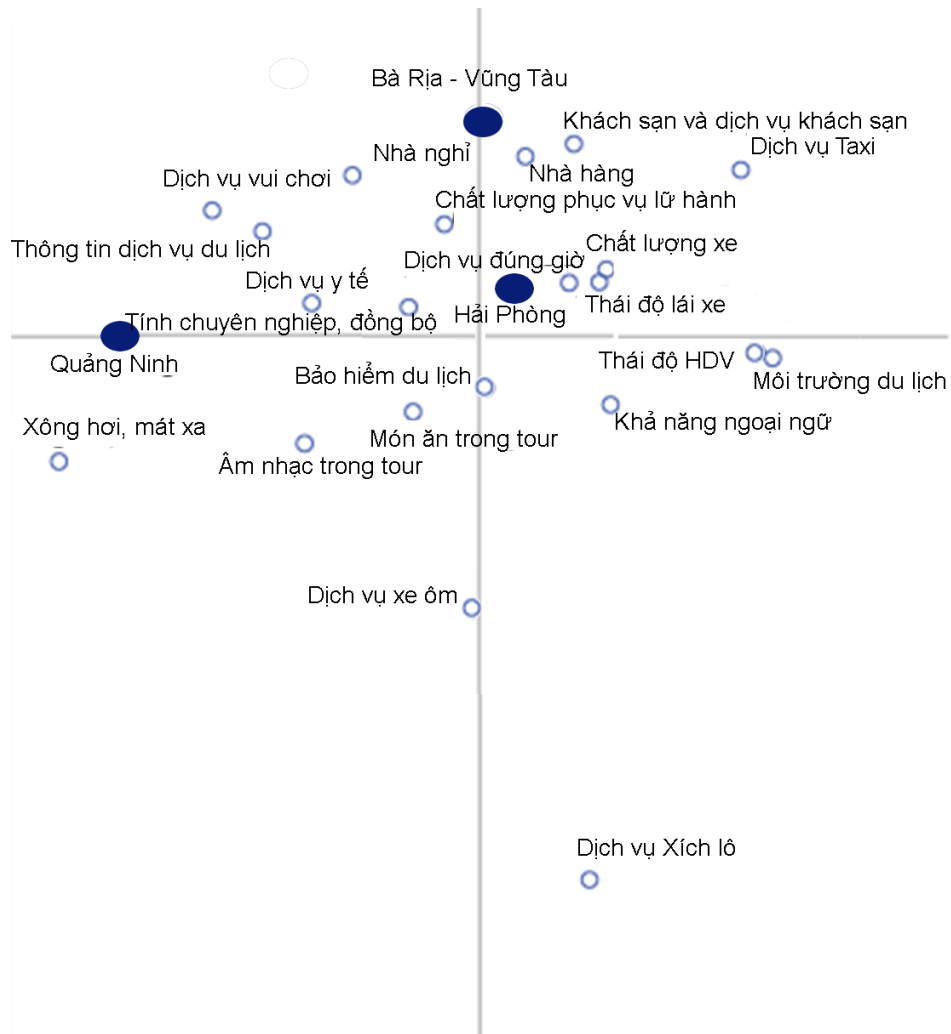 Bà Rịa - Vũng Tàu
Khách sạn và dịch vụ khách sạn
Dịch vụ Taxi
Nhà nghỉ
Nhà hàng
Dịch vụ vui chơi
Chất lượng phục vụ lữ hành
Thông tin dịch vụ du lịch
Chất lượng xe
Dịch vụ đúng giờ
Dịch vụ y tế
Thái độ lái xe
Hải Phòng
Tính chuyên nghiệp, đồng bộ
Quảng Ninh
Thái độ HDV
Bảo hiểm du lịch
Môi trường du lịch
Khả năng ngoại ngữ
Xông hơi, mát xa
Món ăn trong tour
Âm nhạc trong tour
Dịch vụ xe ôm
Dịch vụ Xích lô